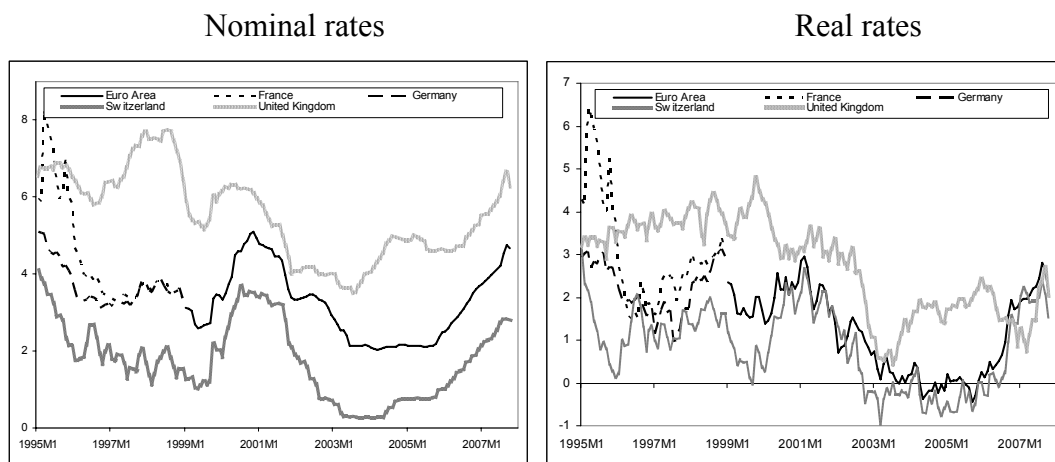 Nominal rates
Real rates
Euro Area France Germany
Switzerland United Kingdom
8
6
4
2
0
1995M1 1997M1 1999M1 2001M1 2003M1 2005M1 2007M1
7
Euro Area France Germany
Switzerland United Kingdom
6
5
4
3
2
1
0
-1
1995M1 1997M1 1999M1 2001M1 2003M1 2005M1 2007M1